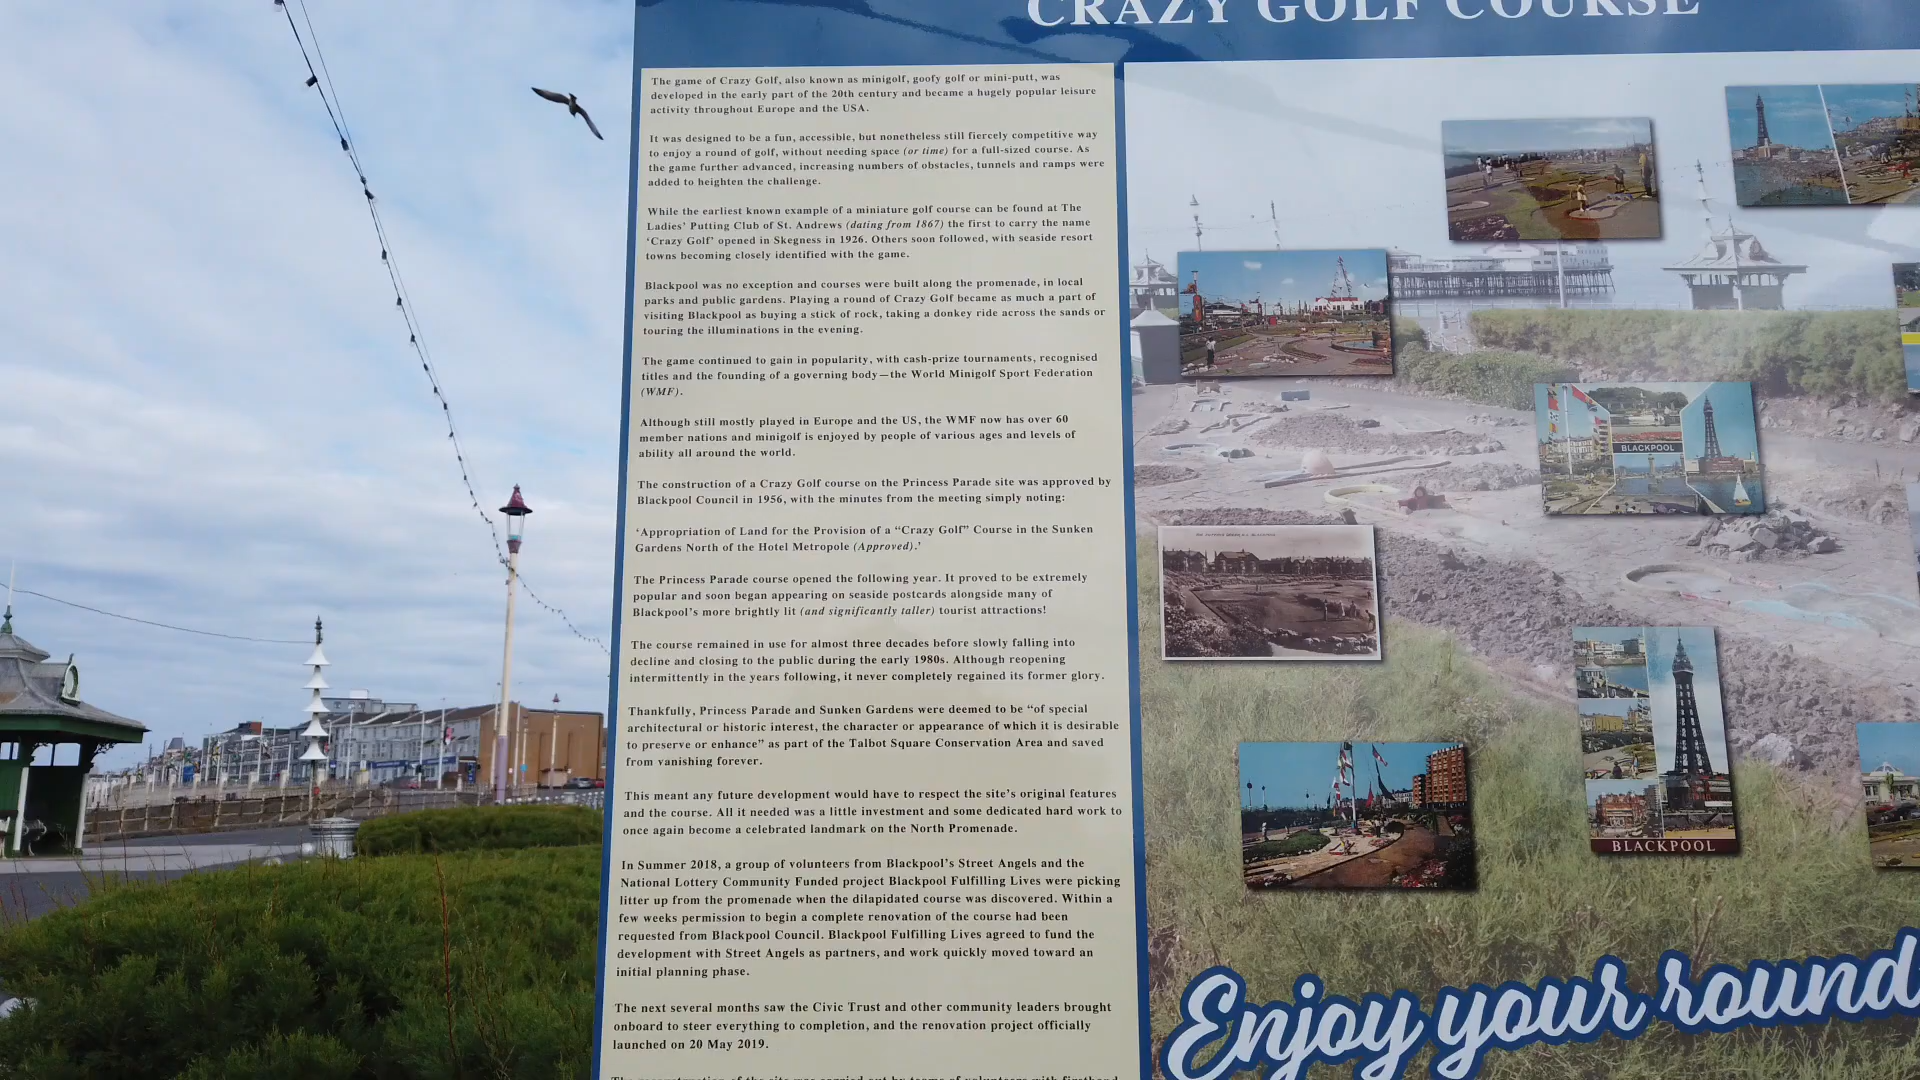 CRAZY GOLF COURSE
The game of Crazy Golf, also known as minigolf, goofy golf or mini-putt, was
developed in the early part of the 20th century and became a hugely popular leisure
activity throughout Europe and the USA.
It was designed to be a fun, accessible, but nonetheless still fiercely competitive way
to enjoy a round of golf, without needing space (or time) for a full-sized course. As
the game further advanced, increasing numbers of obstacles, tunnels and ramps were
added to heighten the challenge.
While the earliest known example of a miniature golf course can be found at The
Ladies' Putting Club of St. Andrews (dating from 1867) the first to carry the name
‘Crazy Golf’ opened in Skegness in 1926. Others soon followed, with seaside resort
towns becoming closely identified with the game.
Blackpool was no exception and courses were built along the promenade, in local
parks and public gardens. Playing a round of Crazy Golf became as much a part of
visiting Blackpool as buying a stick of rock, taking a donkey ride across the sands or
touring the illuminations in the evening.
The game continued to gain in popularity, with cash-prize tournaments, recognised
titles and the founding of a governing body—the World Minigolf Sport Federation
(WMF).
Although still mostly played in Europe and the US, the WMF now has over 60
member nations and minigolf is enjoyed by people of various ages and levels of
ability all around the world.
The construction of a Crazy Golf course on the Princess Parade site was approved by
Blackpool Council in 1956, with the minutes from the meeting simply noting:
‘Appropriation of Land for the Provision of a “Crazy Golf” Course in the Sunken
Gardens North of the Hotel Metropole (Approved).’
The Princess Parade course opened the following year. It proved to be extremely
popular and soon began appearing on seaside postcards alongside many of
Blackpool's more brightly lit (and significantly taller) tourist attractions!
The course remained in use for almost three decades before slowly falling into
decline and closing to the public during the early 1980s. Although reopening
intermittently in the years following, it never completely regained its former glory.
Thankfully, Princess Parade and Sunken Gardens were deemed to be “of special
architectural or historic interest, the character or appearance of which it is desirable
to preserve or enhance” as part of the Talbot Square Conservation Area and saved
from vanishing forever.
This meant any future development would have to respect the site's original features
and the course. All it needed was a little investment and some dedicated hard work to
once again become a celebrated landmark on the North Promenade.
In Summer 2018, a group of volunteers from Blackpool's Street Angels and the
National Lottery Community Funded project Blackpool Fulfilling Lives were picking
litter up from the promenade when the dilapidated course was discovered. Within a
few weeks permission to begin a complete renovation of the course had been
requested from Blackpool Council. Blackpool Fulfilling Lives agreed to fund the
development with Street Angels as partners, and work quickly moved toward an
initial planning phase.
The next several months saw the Civic Trust and other community leaders brought
onboard to steer everything to completion, and the renovation project officially
launched on 20 May 2019.
The reconstruction of the site was carried out by teams of volunteers with firsthand
BLACKPOOL
BLACKPOOL
Enjoy your round